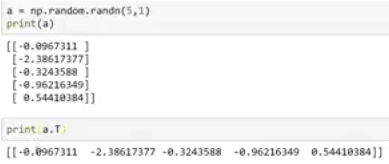 a = np.random.randn(5,1)
print(a)
[[-0.0967311 ]
[-2.38617377]
[-0.3243588 ]
[-0.96216349]
[ 0.54410384]]
print(a.T)
[[-0.0967311 -2.38617377 -0.3243588 -0.96216349 0.54410384]]